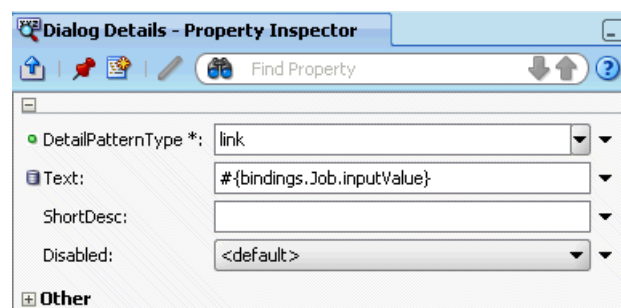 Dialog Details - Property Inspector
Find Property
DetailPatternType *: link
Text: #{bindings.Job.inputValue}
ShortDesc:
Disabled: <default>
Other